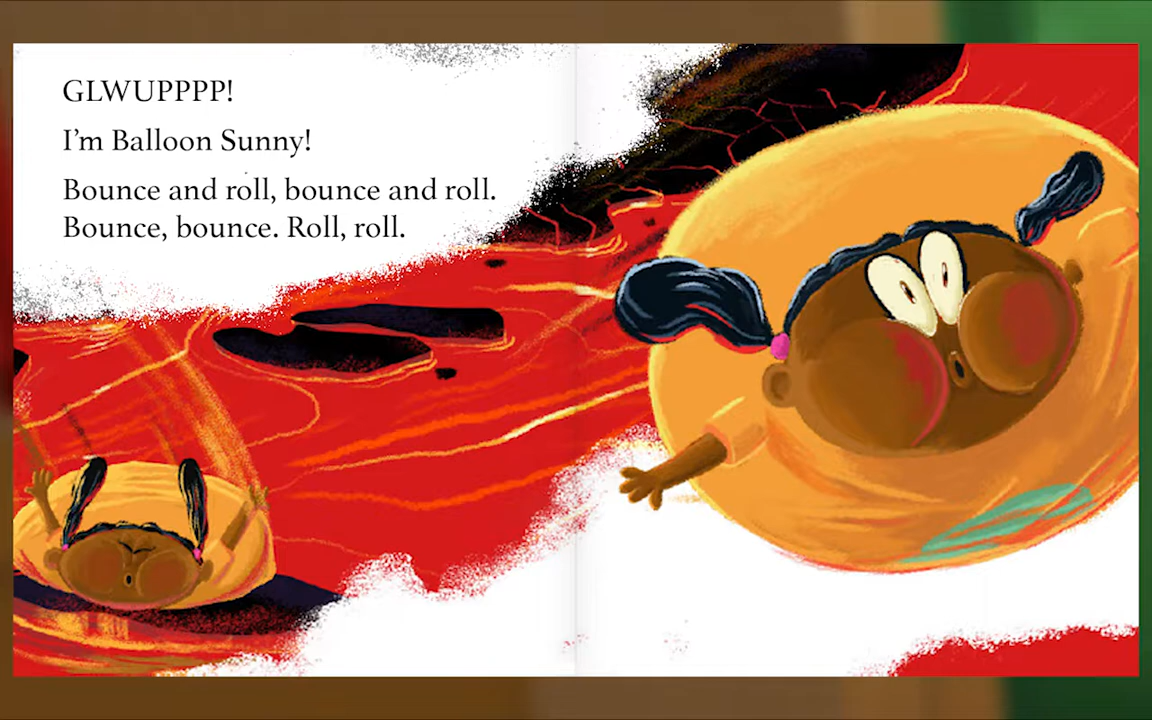 GLWUPPPP!
I'm Balloon Sunny!
Bounce and roll, bounce and roll.
Bounce, bounce. Roll, roll.